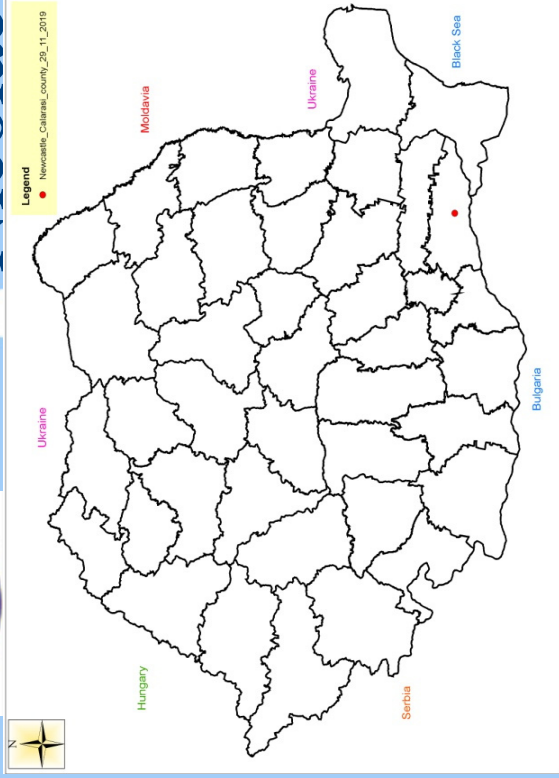 Legend
Newcastle_Calarasi_county_29_11_2019
N
Ukraine
Moldavia
Hungary
Ukraine
Serbia
Black Sea
Bulgaria